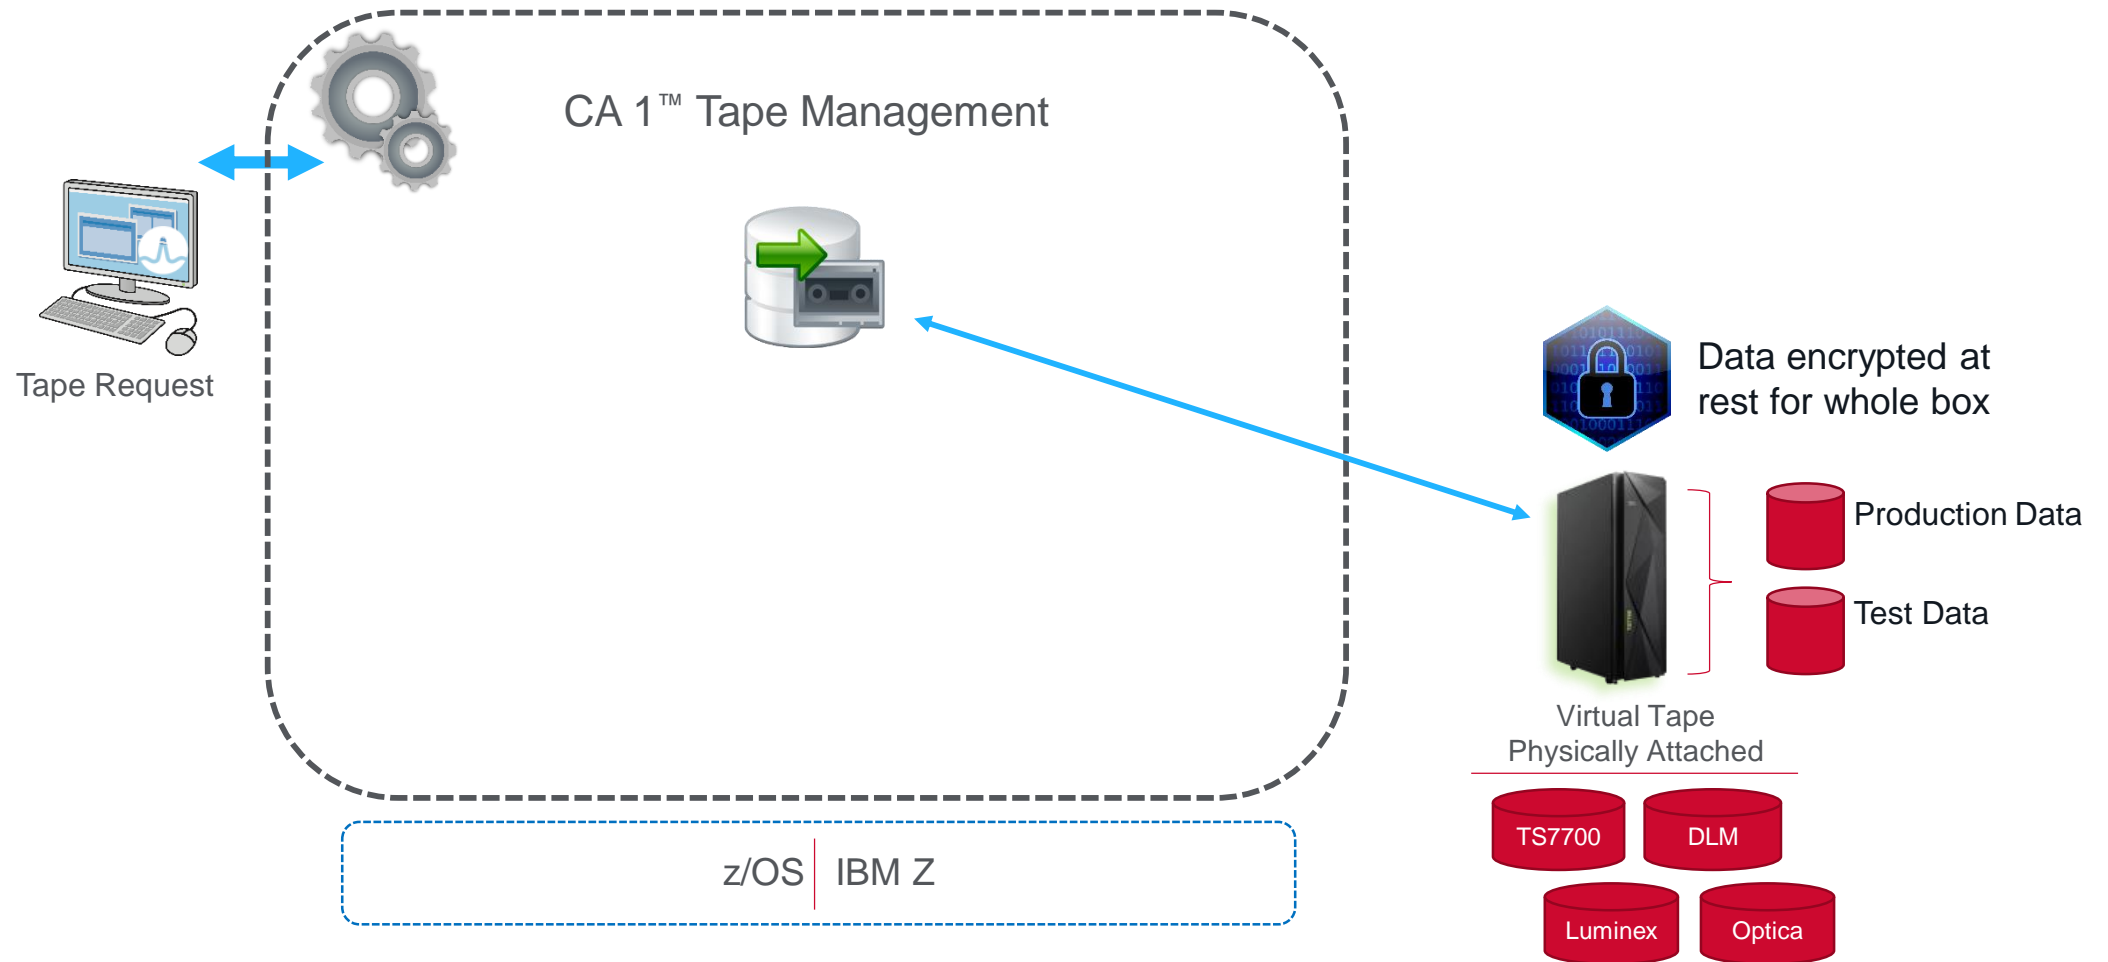 CA 1™ Tape Management
Tape Request
Data encrypted at
rest for whole box
Production Data
Test Data
Virtual Tape
Physically Attached
TS7700
DLM
Luminex
Optica
z/OS
IBM Z